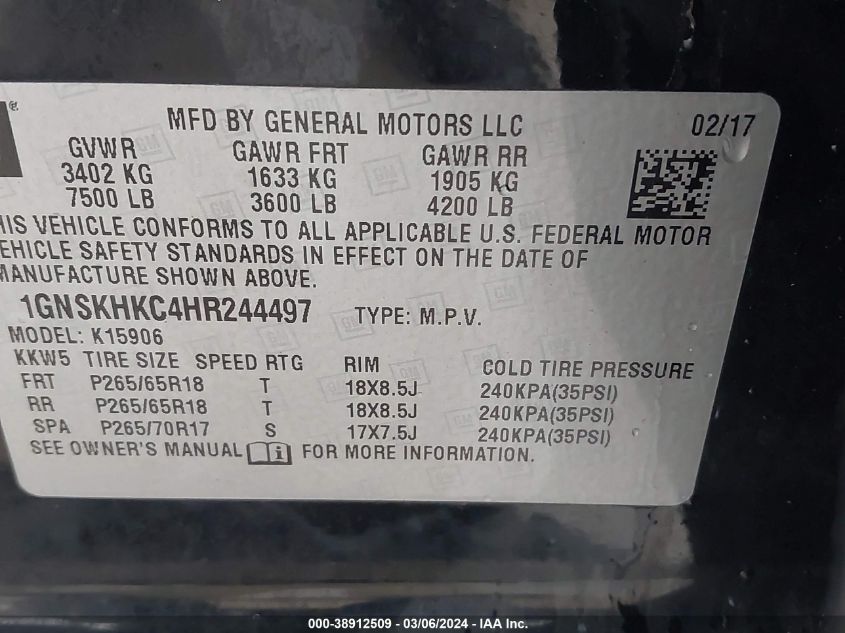 ®
MFD BY GENERAL MOTORS LLC 02/17
GVWR GAWR FRT GAWR RR
3402 KG 1633 KG 1905 KG
7500 LB 3600 LB 4200 LB
HIS VEHICLE CONFORMS TO ALL APPLICABLE U.S. FEDERAL MOTOR
EHICLE SAFETY STANDARDS IN EFFECT ON THE DATE OF
MANUFACTURE SHOWN ABOVE.
1GNSKHKC4HR244497 TYPE: M.P.V.
MODEL: K15906
KKW5 TIRE SIZE SPEED RTG RIM COLD TIRE PRESSURE
FRT P265/65R18 T 18X8.5J 240KPA(35PSI)
RR P265/65R18 T 18X8.5J 240KPA(35PSI)
SPA P265/70R17 S 17X7.5J 240KPA(35PSI)
SEE OWNER'S MANUAL i FOR MORE INFORMATION.
000-38912509 - 03/06/2024 - IAA Inc.